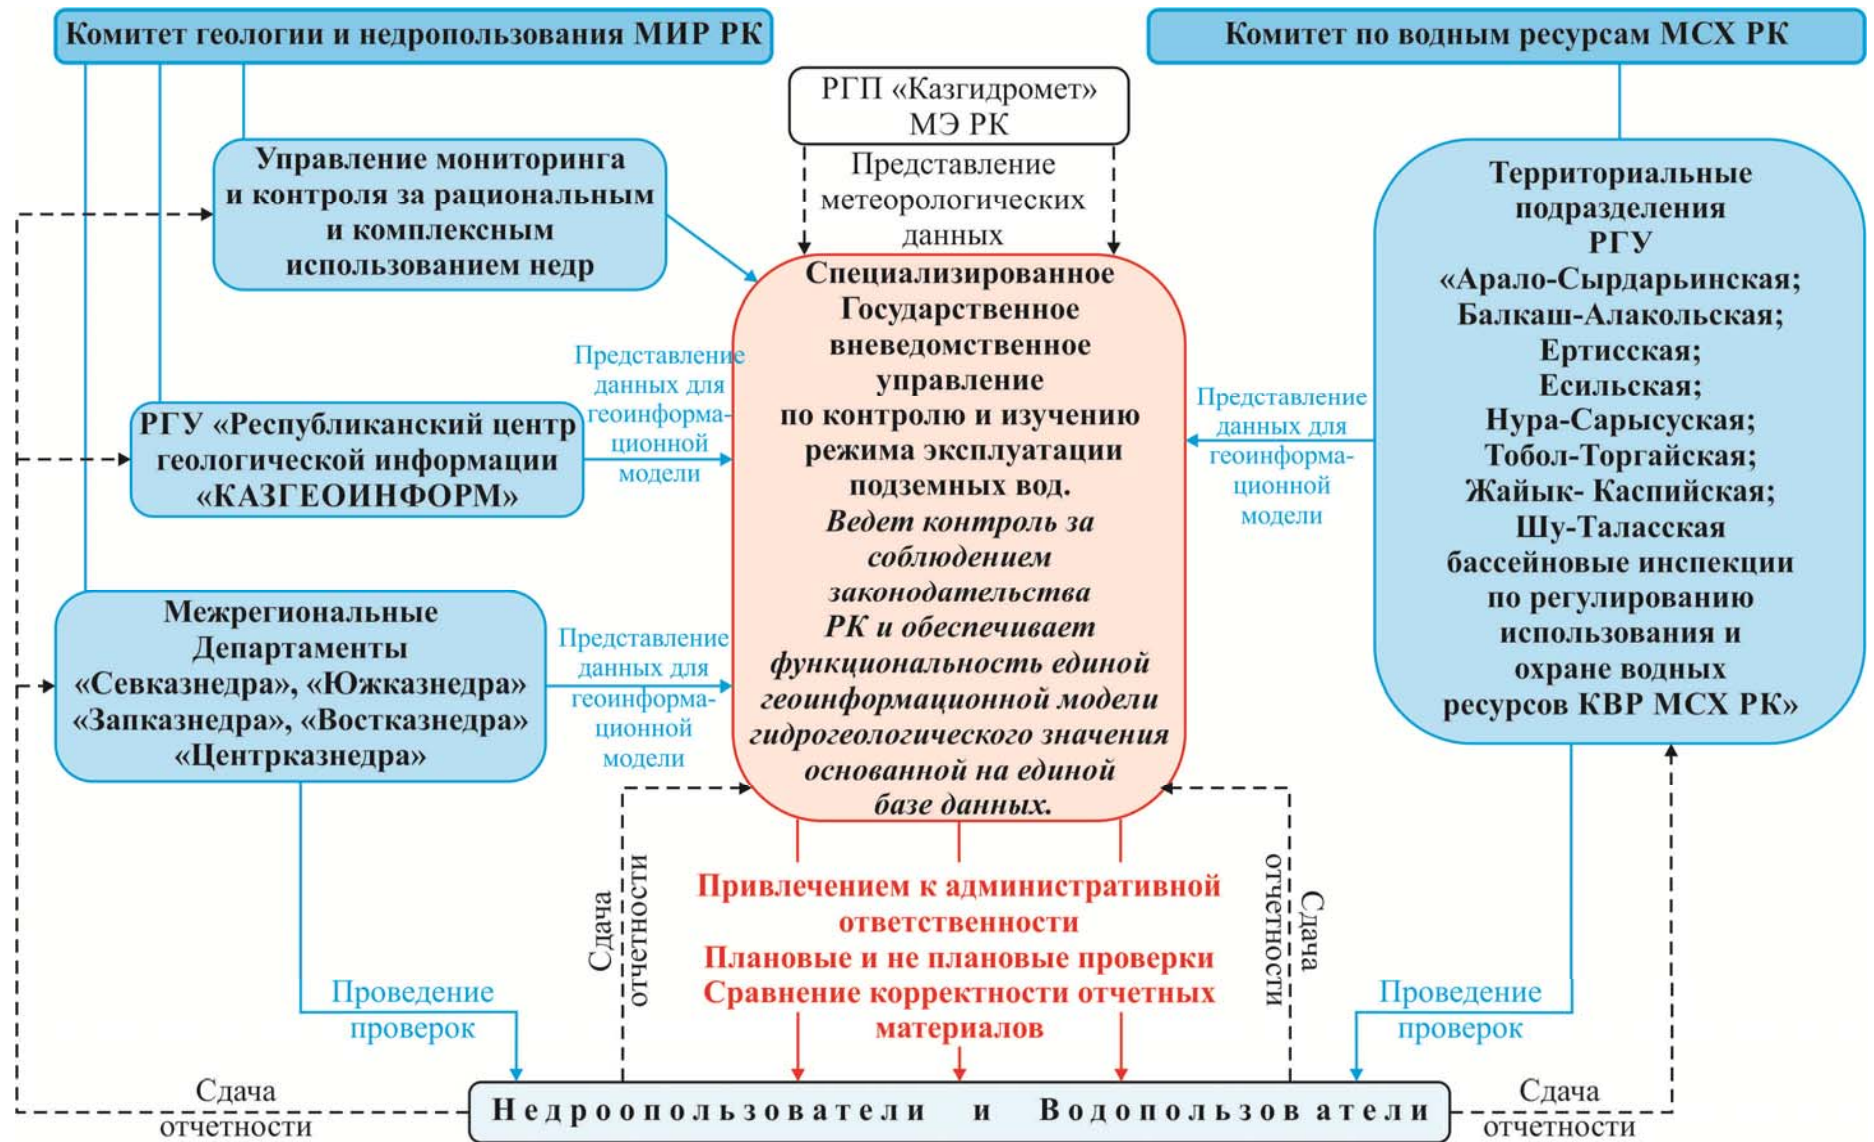 Комитет геологии и недропользования МИР РК
Комитет по водным ресурсам МСХ РК
РГП «Казгидромет»
МЭ РК
Представление
метеорологических
данных
Управление мониторинга
и контроля за рациональным
и комплексным
использованием недр
РГУ «Республиканский центр
геологической информации
«КАЗГЕОИНФОРМ»
Представление
данных для
геоинформа-
ционной
модели
Межрегиональные
Департаменты
«Севказнедра», «Южказнедра»
«Запказнедра», «Востказнедра»
«Центрказнедра»
Представление
данных для
геоинформа-
ционной
модели
Специализированное
Государственное
вневедомственное
управление
по контролю и изучению
режима эксплуатации
подземных вод.
Ведет контроль за
соблюдением
законодательства
РК и обеспечивает
функциональность единой
геоинформационной модели
гидрогеологического значения
основанной на единой
базе данных.
Представление
данных для
геоинформа-
ционной
модели
Территориальные
подразделения
РГУ
«Арало-Сырдарьинская;
Балкаш-Алакольская;
Ертисская;
Есильская;
Нура-Сарысуская;
Тобол-Торгайская;
Жайык- Каспийская;
Шу-Таласская
бассейновые инспекции
по регулированию
использования и
охране водных
ресурсов КВР МСХ РК»
Сдача
отчетности
Привлечением к административной
ответственности
Плановые и не плановые проверки
Сравнение корректности отчетных
материалов
Сдача
отчетности
Проведение
проверок
Проведение
проверок
Сдача
отчетности
Недроопользователи и Водопользователи
Сдача
отчетности